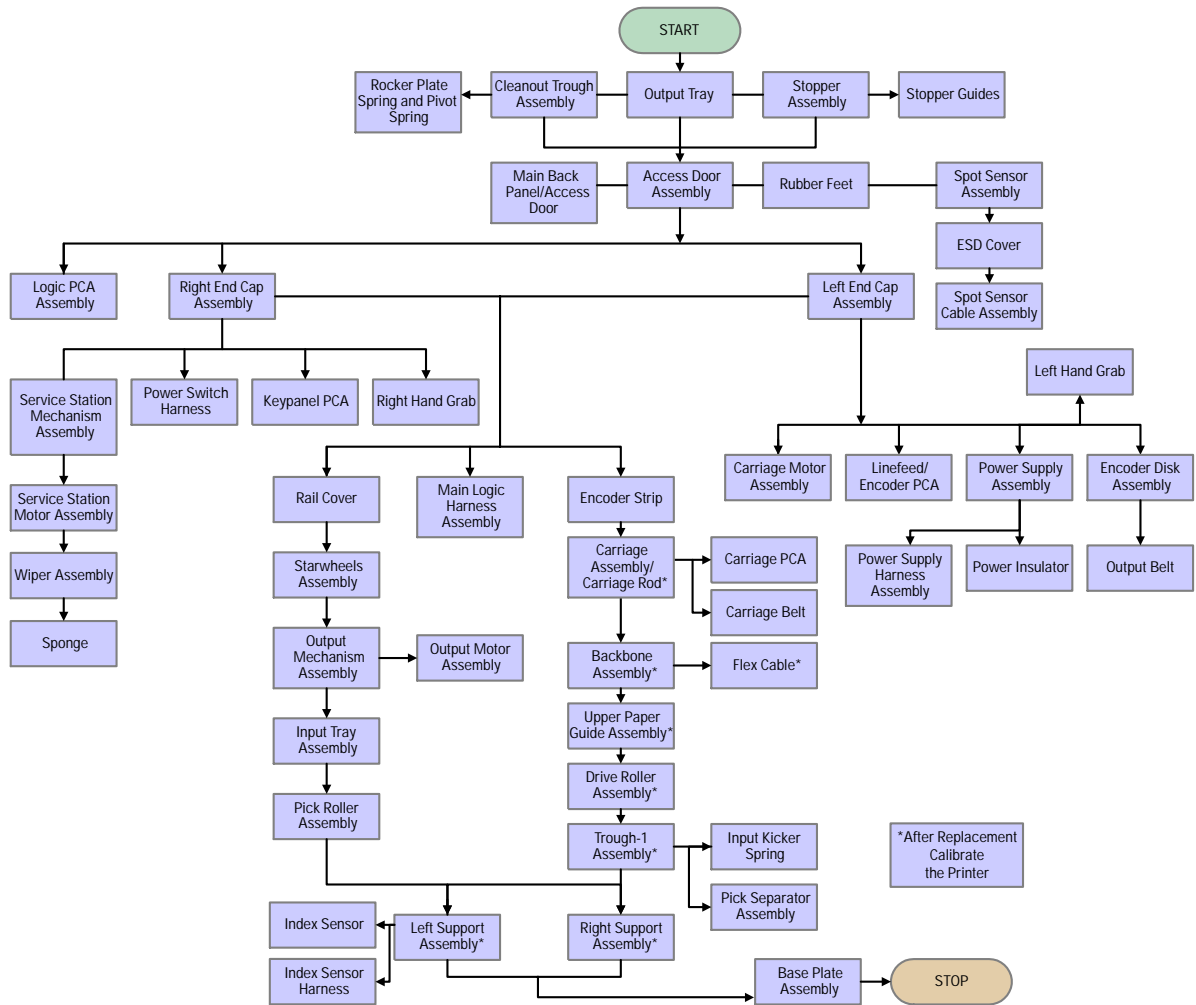 START
Rocker Plate
Spring and Pivot
Spring
Cleanout Trough
Assembly
Output Tray
Stopper
Assembly
Stopper Guides
Main Back
Panel/Access
Door
Access Door
Assembly
Rubber Feet
Spot Sensor
Assembly
ESD Cover
Spot Sensor
Cable Assembly
Logic PCA
Assembly
Right End Cap
Assembly
Left End Cap
Assembly
Left Hand Grab
Service Station
Mechanism
Assembly
Power Switch
Harness
Keypanel PCA
Right Hand Grab
Carriage Motor
Assembly
Linefeed/
Encoder PCA
Power Supply
Assembly
Encoder Disk
Assembly
Service Station
Motor Assembly
Rail Cover
Main Logic
Harness
Assembly
Encoder Strip
Wiper Assembly
Starwheels
Assembly
Carriage
Assembly/
Carriage Rod*
Carriage PCA
Carriage Belt
Power Supply
Harness
Assembly
Power Insulator
Output Belt
Sponge
Output
Mechanism
Assembly
Output Motor
Assembly
Backbone
Assembly*
Flex Cable*
Input Tray
Assembly
Upper Paper
Guide Assembly*
Pick Roller
Assembly
Drive Roller
Assembly*
Trough-1
Assembly*
Input Kicker
Spring
Pick Separator
Assembly
*After Replacement
Calibrate
the Printer
Index Sensor
Left Support
Assembly*
Right Support
Assembly*
Index Sensor
Harness
Base Plate
Assembly
STOP